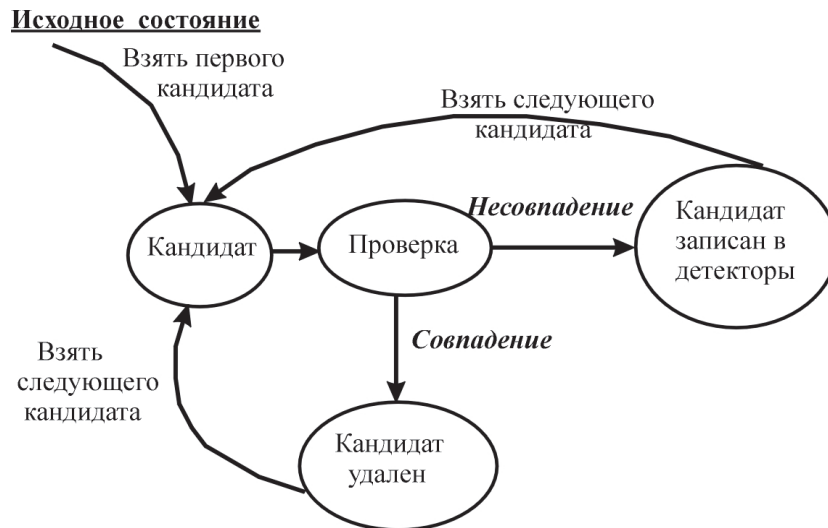 Исходное состояние
Взять первого
кандидата
Взять следующего
кандидата
Кандидат
Проверка
Несовпадение
Кандидат
записан в
детекторы
Совпадение
Взять
следующего
кандидата
Кандидат
удален